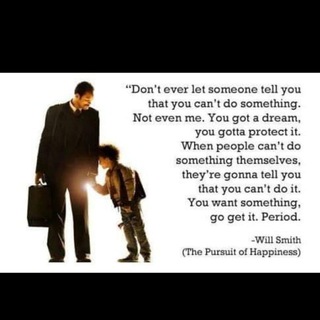 “Don't ever let someone tell you
that you can't do something.
Not even me. You got a dream,
you gotta protect it.
When people can't do
something themselves,
they're gonna tell you
that you can't do it.
You want something,
go get it. Period.
-Will Smith
(The Pursuit of Happiness)